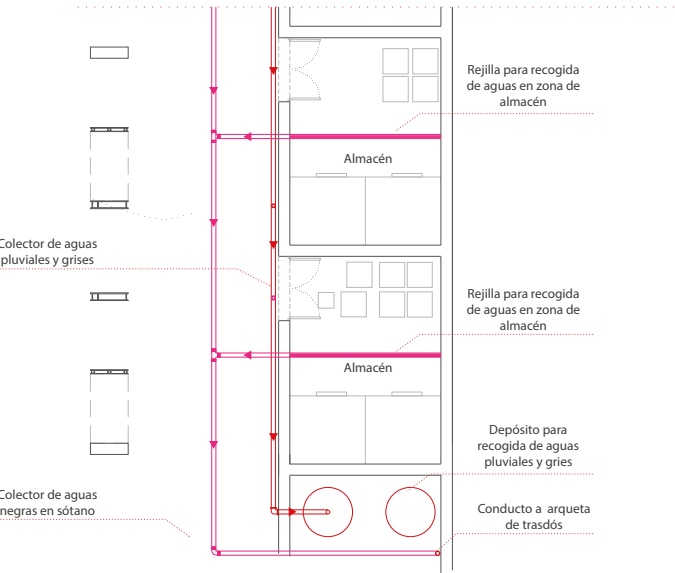 Rejilla para recogida
de aguas en zona de
almacén
Almacén
Colector de aguas
pluviales y grises
Rejilla para recogida
de aguas en zona de
almacén
Almacén
Depósito para
recogida de aguas
pluviales y gries
Colector de aguas
negras en sótano
Conducto a arqueta
de trasdós